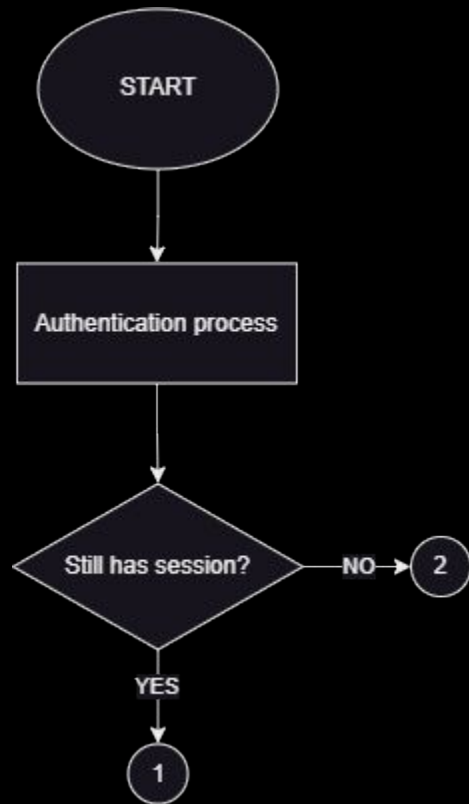 START
Authentication process
Still has session?
NO
2
YES
1